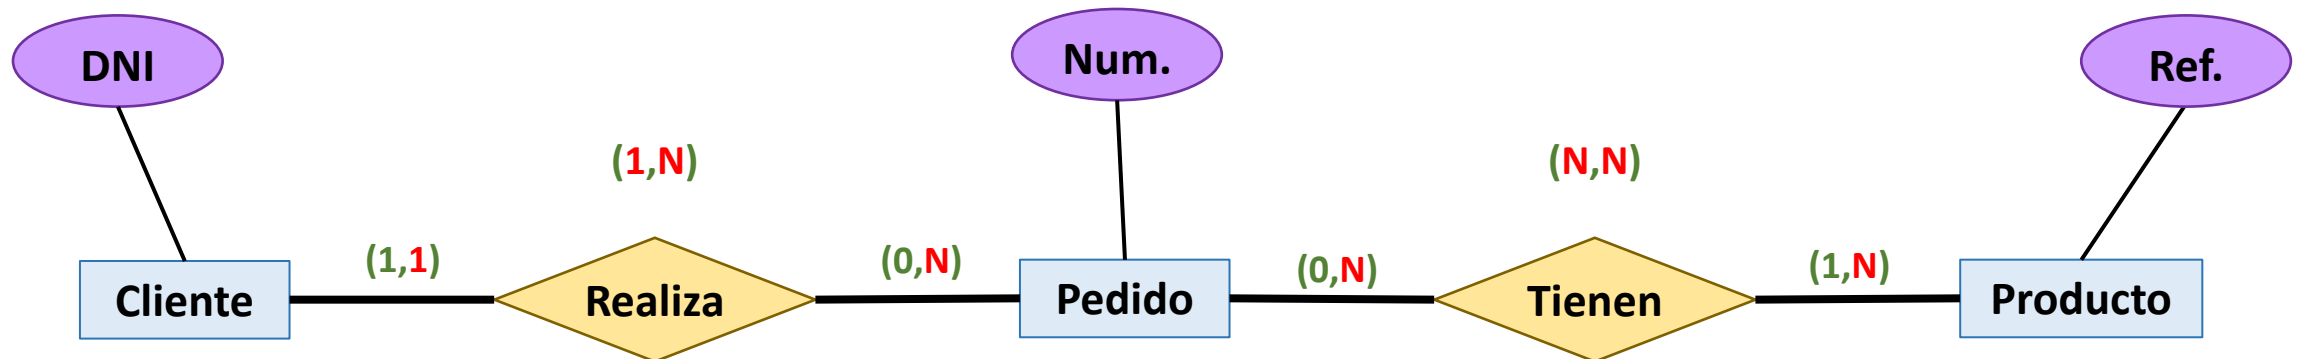 DNI
Num.
Ref.
(1,N)
(N,N)
(1,1)
(0,N)
(0,N)
(1,N)
Cliente
Realiza
Pedido
Tienen
Producto